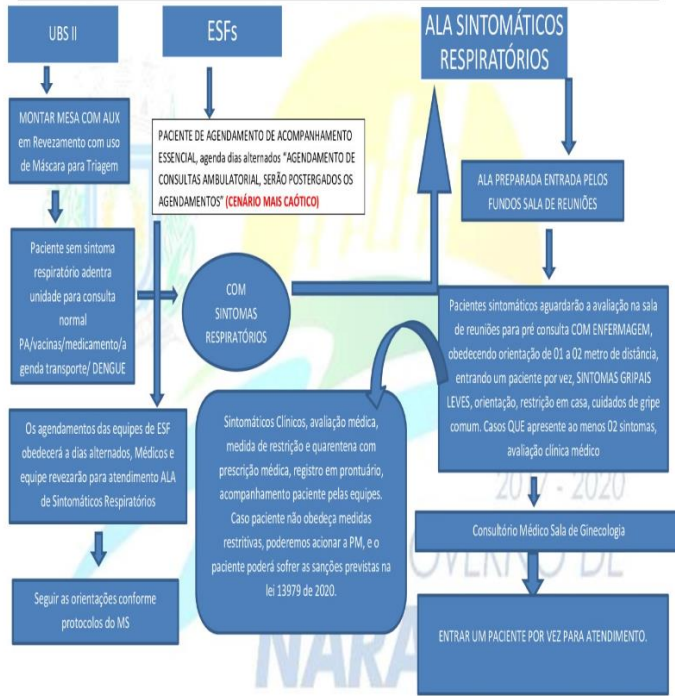 UBS II
MONTAR MESA COM AUX
em Revezamento com uso
de Máscara para Triagem
Paciente sem sintoma
respiratório adentra
unidade para consulta
normal
PA/vacinas/medicamento/a
genda transporte/ DENGUE
Os agendamentos das equipes de ESF
obedecerá a dias alternados, Médicos e
equipe revezarão para atendimento ALA
de Sintomáticos Respiratórios
Seguir as orientações conforme
protocolos do MS
ESFs
PACIENTE DE AGENDAMENTO DE ACOMPANHAMENTO
ESSENCIAL, agenda dias alternados "AGENDAMENTO DE
CONSULTAS AMBULATORIAL, SERÃO POSTERGADOS OS
AGENDAMENTOS" (CENÁRIO MAIS CAÓTICO)
COM
SINTOMAS
RESPIRATÓRIOS
Sintomáticos Clínicos, avaliação médica,
medida de restrição e quarentena com
prescrição médica, registro em prontuário,
acompanhamento paciente pelas equipes.
Caso paciente não obedeça medidas
restritivas, poderemos acionar a PM, e o
paciente poderá sofrer as sanções previstas na
lei 13979 de 2020.
ALA SINTOMÁTICOS
RESPIRATÓRIOS
ALA PREPARADA ENTRADA PELOS
FUNDOS SALA DE REUNIÕES
Pacientes sintomáticos aguardarão a avaliação na sala
de reuniões para pré consulta COM ENFERMAGEM,
obedecendo orientação de 01 a 02 metro de distância,
entrando um paciente por vez, SINTOMAS GRIPAIS
LEVES, orientação, restrição em casa, cuidados de gripe
comum. Casos QUE apresente ao menos 02 sintomas,
avaliação clínica médico
2017 - 2020
Consultório Médico Sala de Ginecologia
GOVERNO DE
ENTRAR UM PACIENTE POR VEZ PARA ATENDIMENTO.